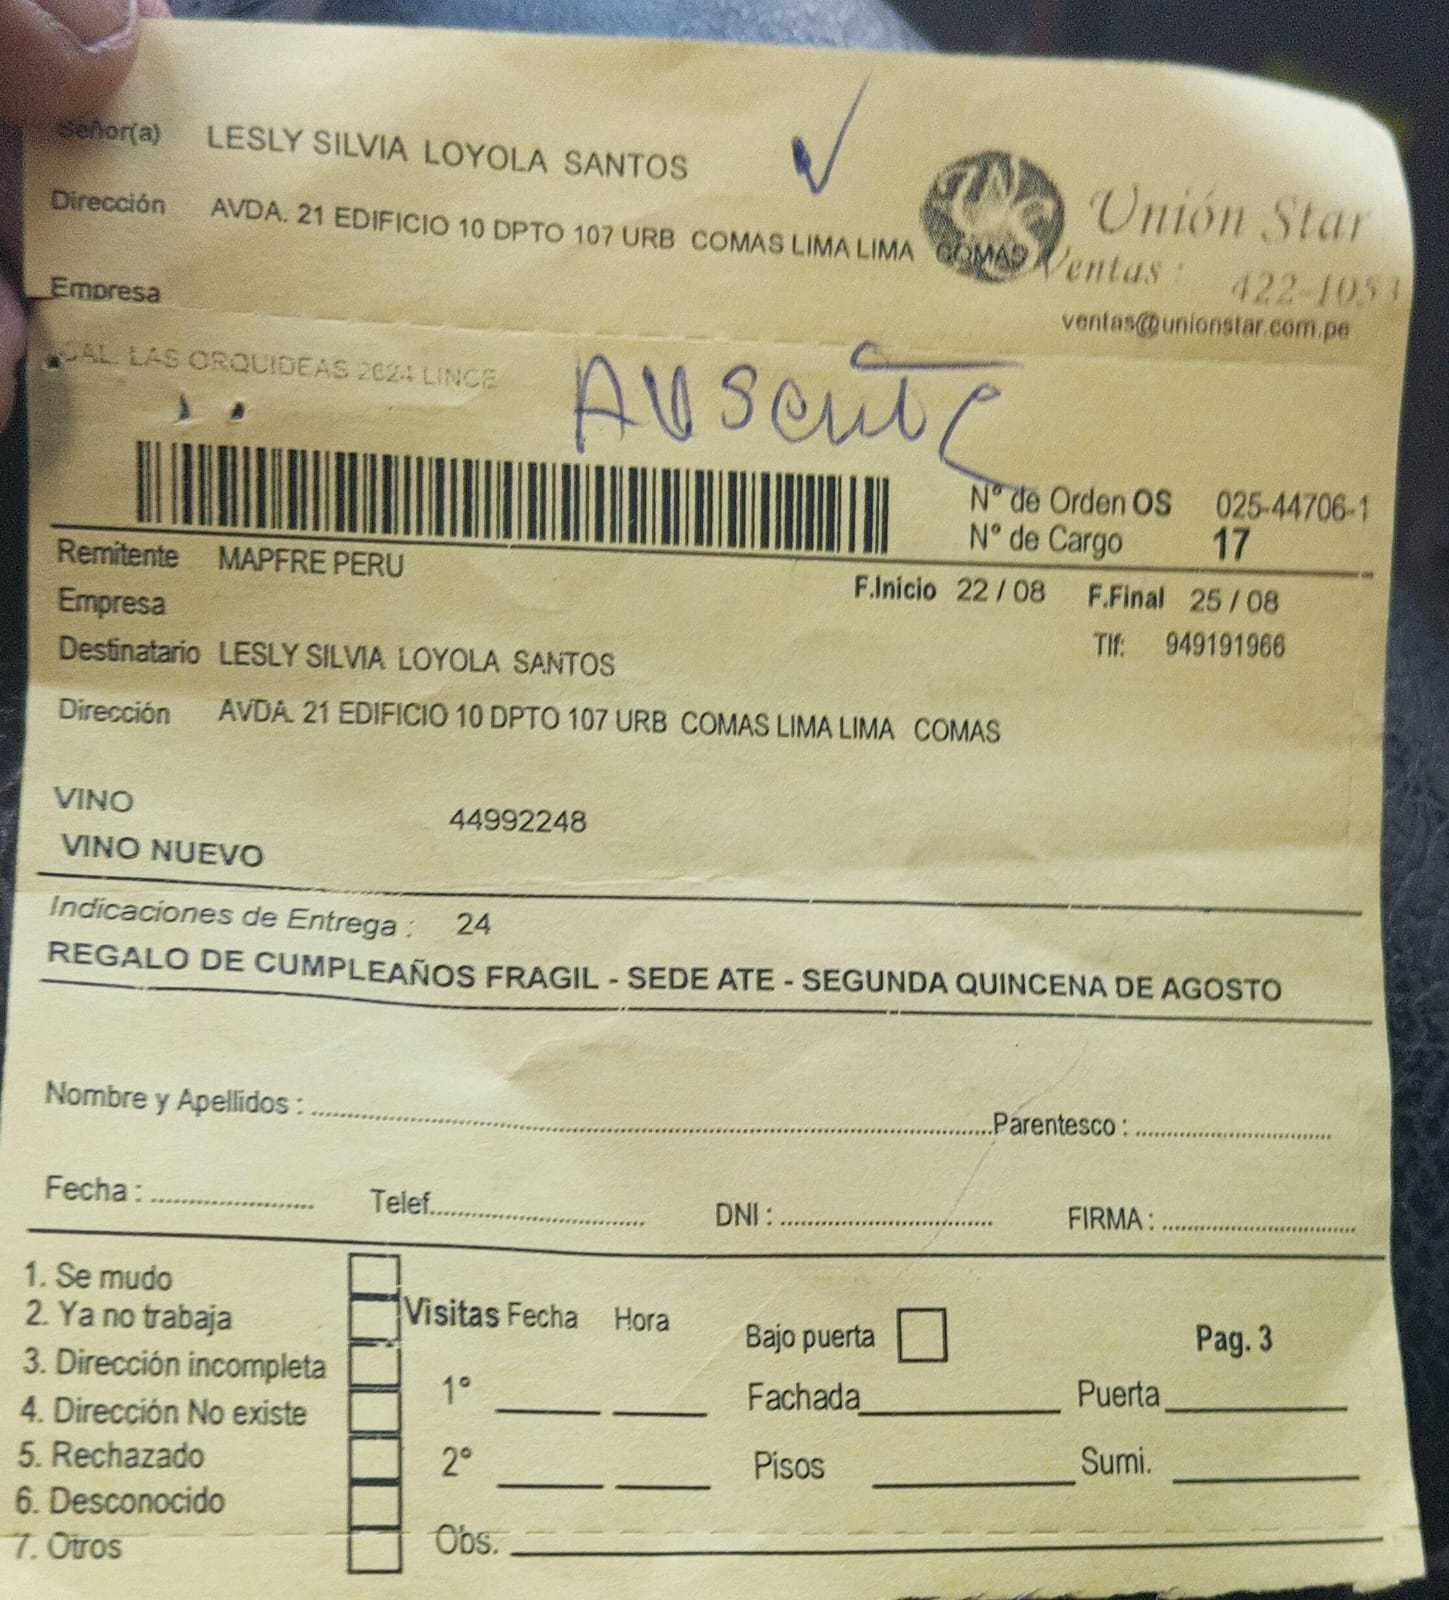 Señor(a) LESLY SILVIA LOYOLA SANTOS
Dirección AVDA. 21 EDIFICIO 10 DPTO 107 URB COMAS LIMA LIMA COMAS
Unión Star
Ventas : 422-1053
ventas@unionstar.com.pe
Empresa
CAL. LAS ORQUIDEAS 2624 LINCE
AUSENTE
Nº de Orden OS 025-44706-1
Nº de Cargo 17
Remitente MAPFRE PERU
F.Inicio 22 / 08 F.Final 25 / 08
Empresa
Tlf: 949191966
Destinatario LESLY SILVIA LOYOLA SANTOS
Dirección AVDA. 21 EDIFICIO 10 DPTO 107 URB COMAS LIMA LIMA COMAS
VINO 44992248
VINO NUEVO
Indicaciones de Entrega : 24
REGALO DE CUMPLEAÑOS FRAGIL - SEDE ATE - SEGUNDA QUINCENA DE AGOSTO
Nombre y Apellidos : Parentesco :
Fecha : Telef. DNI : FIRMA :
1. Se mudo
2. Ya no trabaja
3. Dirección incompleta
4. Dirección No existe
5. Rechazado
6. Desconocido
7. Otros
Visitas Fecha Hora
1°
2°
Obs.
Bajo puerta Pag. 3
Fachada Puerta
Pisos Sumi.